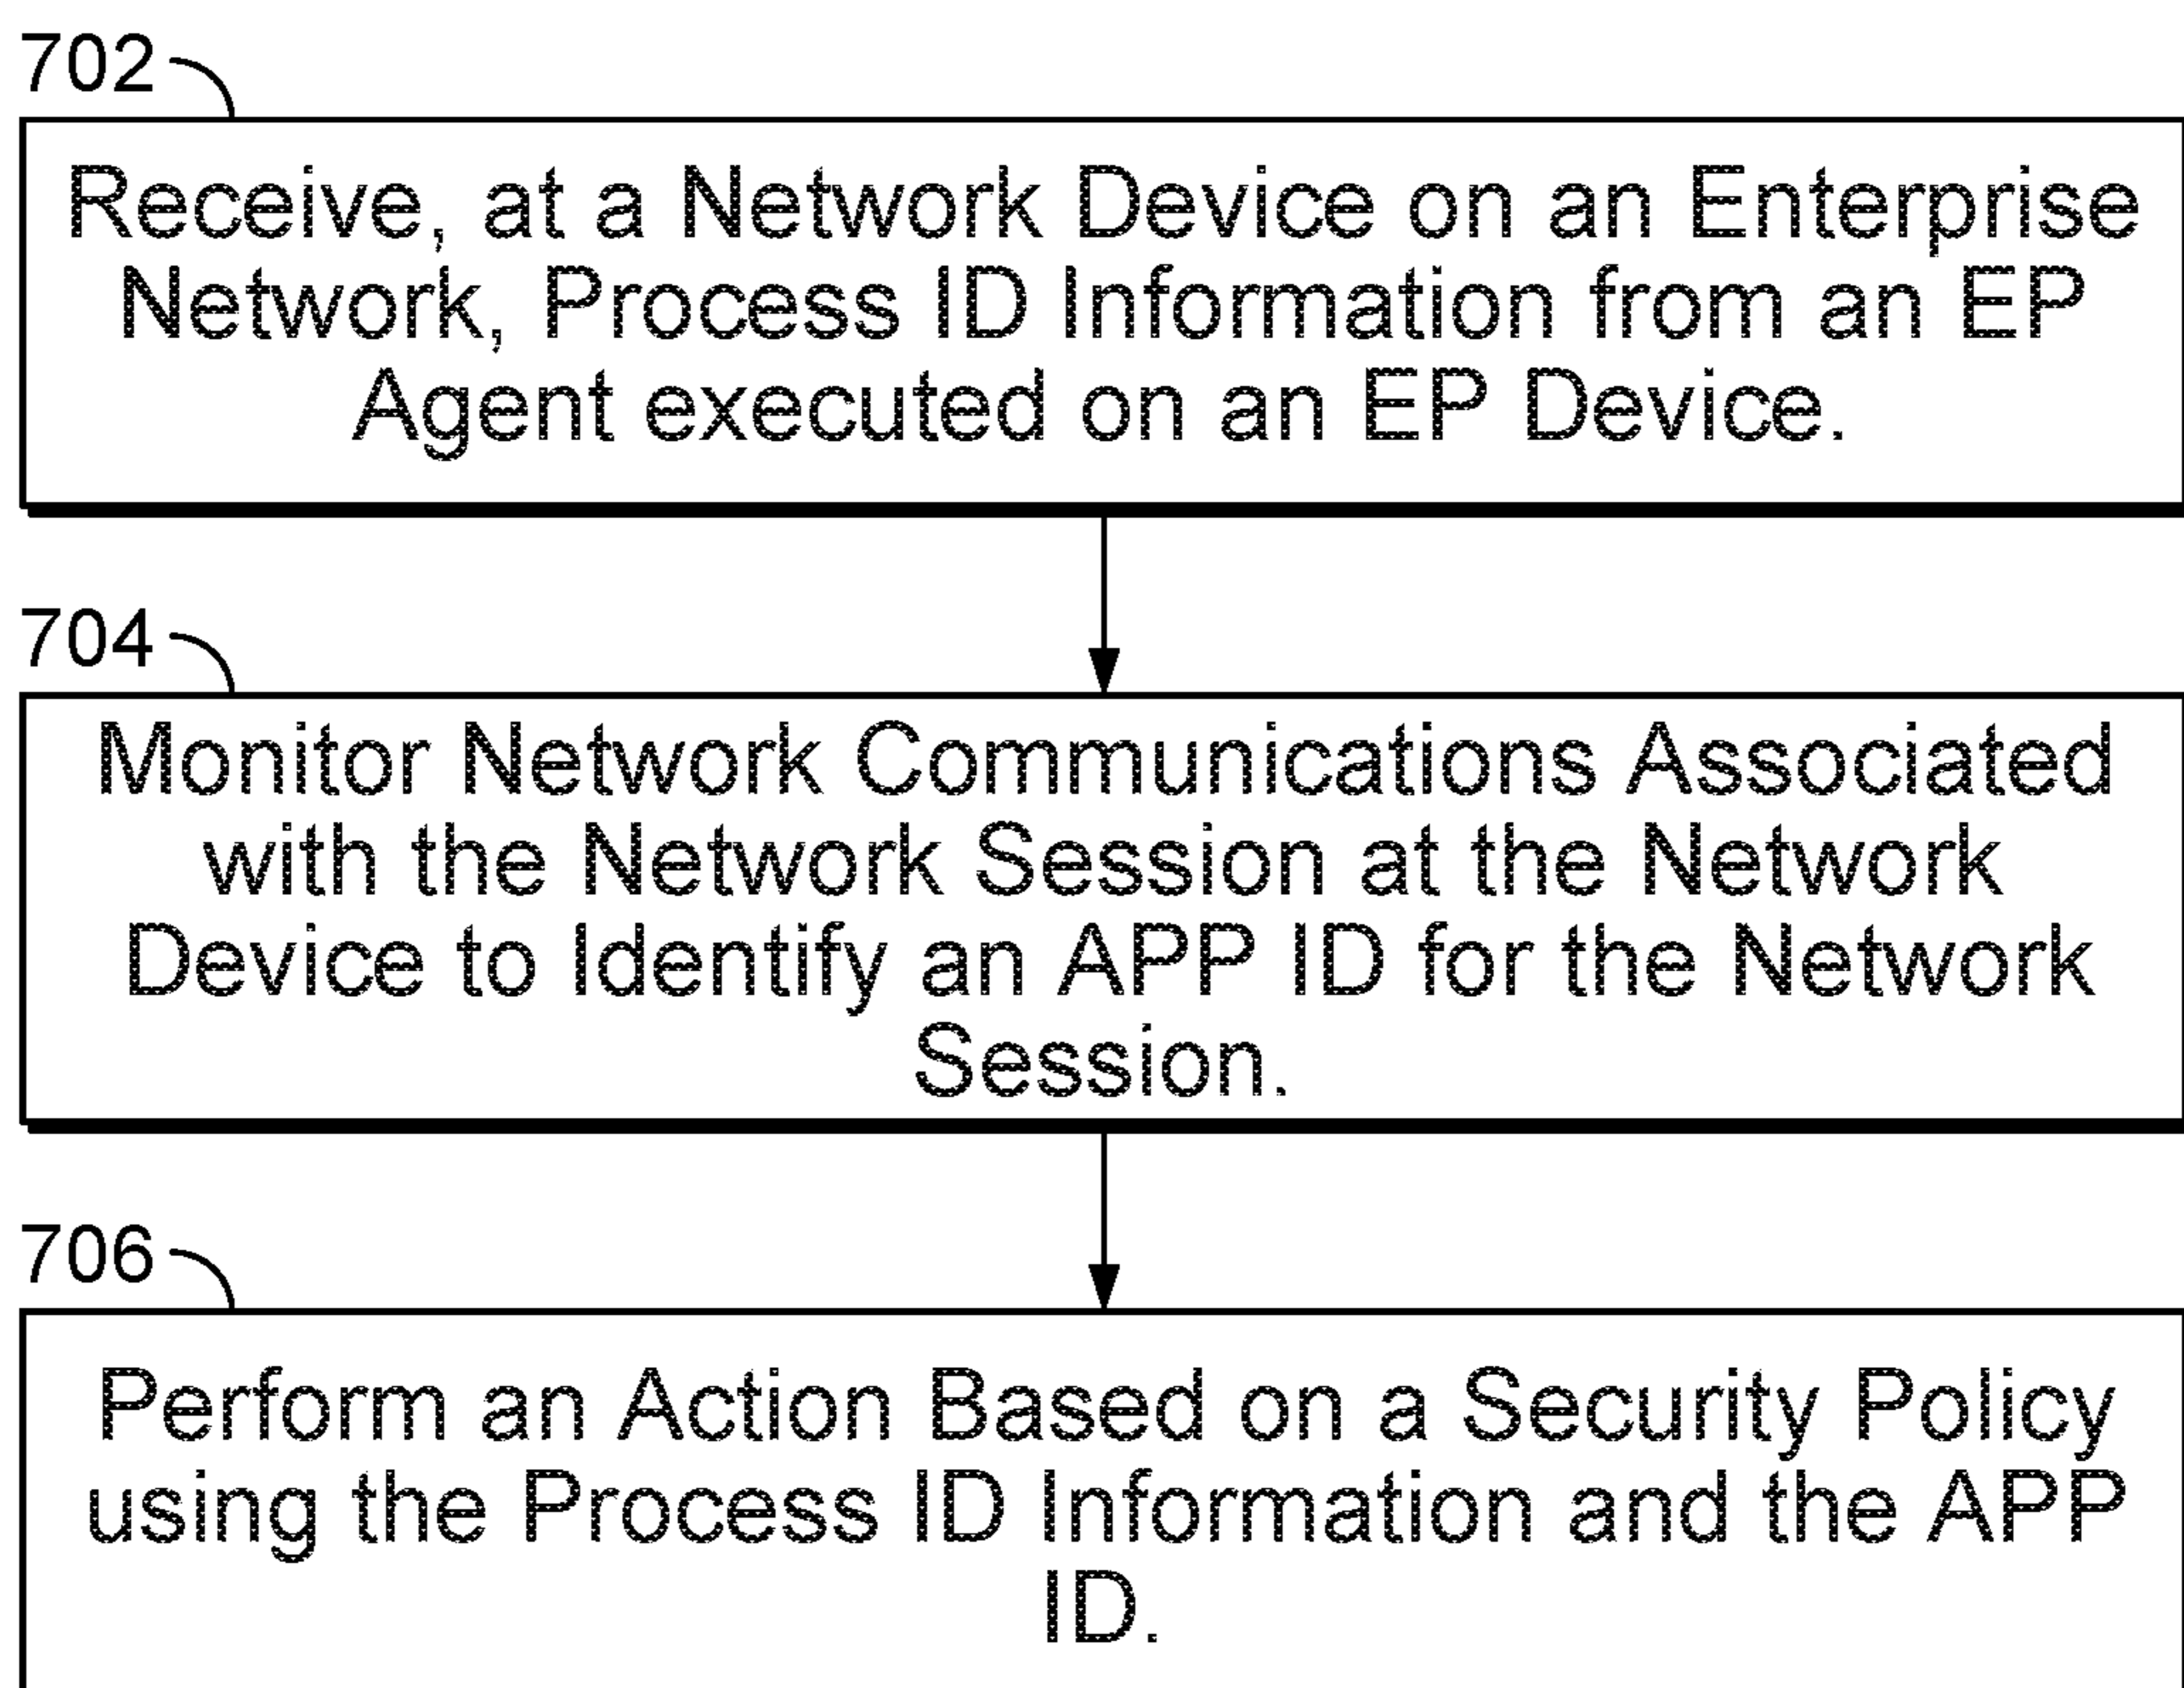 702
Receive, at a Network Device on an Enterprise
Network, Process ID Information from an EP
Agent executed on an EP Device.
704
Monitor Network Communications Associated
with the Network Session at the Network
Device to Identify an APP ID for the Network
Session.
706
Perform an Action Based on a Security Policy
using the Process ID Information and the APP
ID.